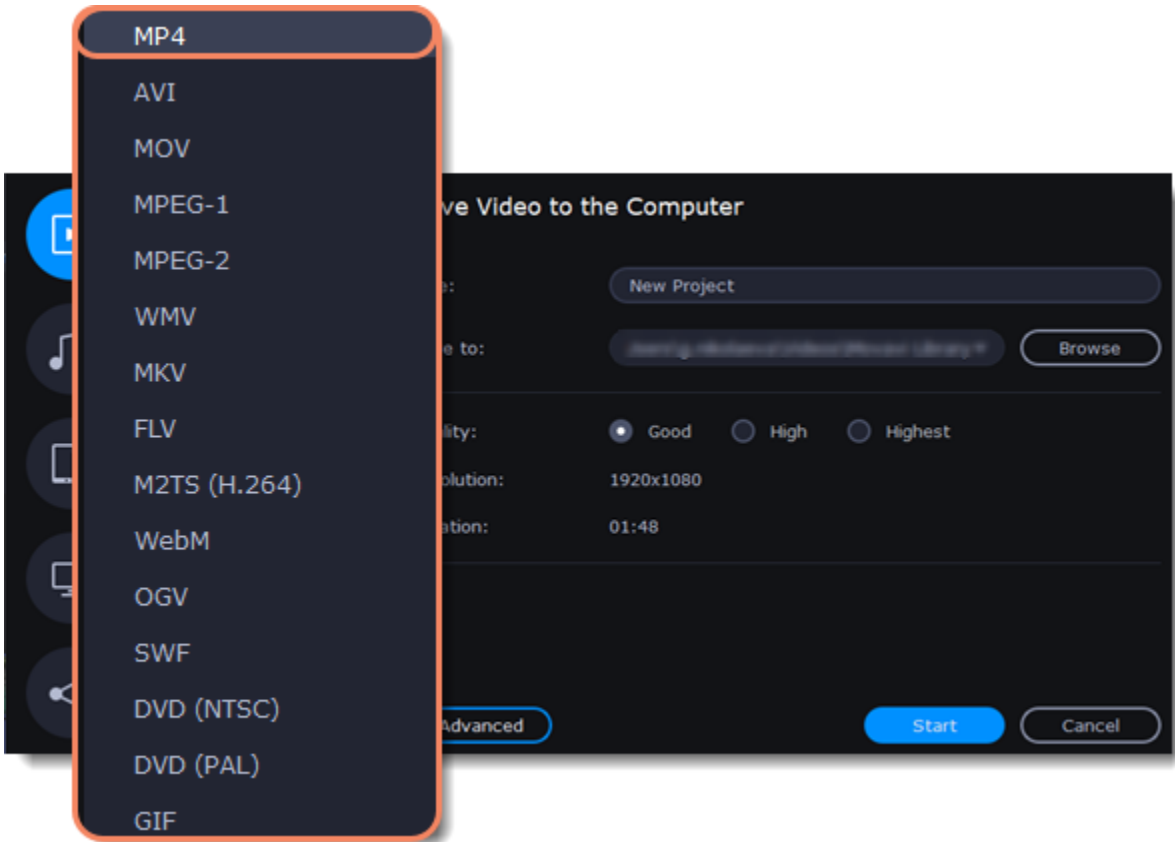 MP4
AVI
MOV
MPEG-1
MPEG-2
WMV
MKV
FLV
M2TS (H.264)
WebM
OGV
SWF
DVD (NTSC)
DVD (PAL)
GIF
ve Video to the Computer
e: New Project
e to: Browse
lity: Good High Highest
olution: 1920x1080
ation: 01:48
Advanced Start Cancel